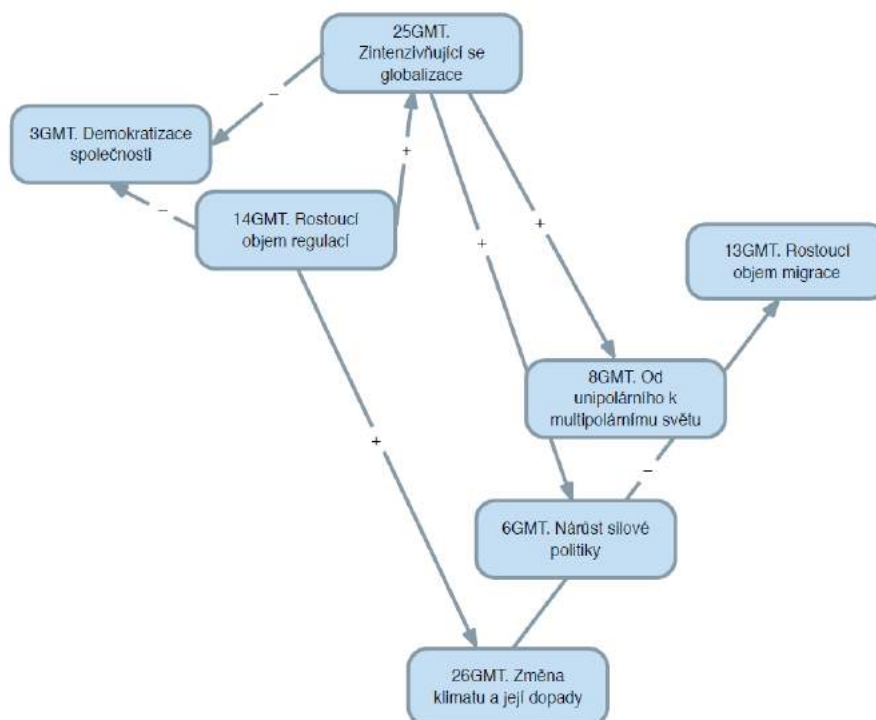 25GMT.
Zintenzivňující se
globalizace
–
3GMT. Demokratizace
společnosti
+
–
14GMT. Rostoucí
objem regulací
+
+
13GMT. Rostoucí
objem migrace
8GMT. Od
unipolárního k
multipolárnímu světu
+
–
6GMT. Nárůst silové
politiky
26GMT. Změna
klimatu a její dopady